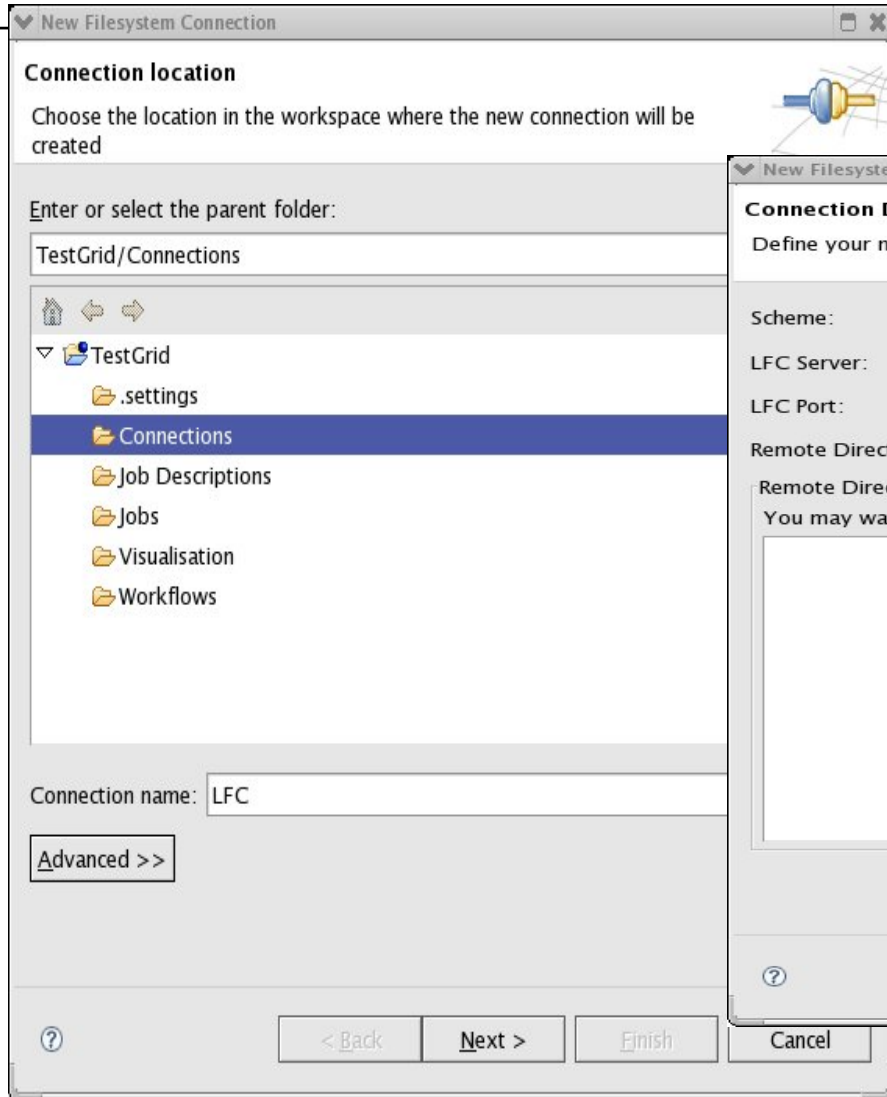 New Filesystem Connection
Connection location
Choose the location in the workspace where the new connection will be
created
Enter or select the parent folder:
TestGrid/Connections
TestGrid
.settings
Connections
Job Descriptions
Jobs
Visualisation
Workflows
Connection name: LFC
Advanced >>
< Back
Next >
Finish
Cancel
New Filesyste
Connection
Define your
Scheme:
LFC Server:
LFC Port:
Remote Direct
Remote Dire
You may wa